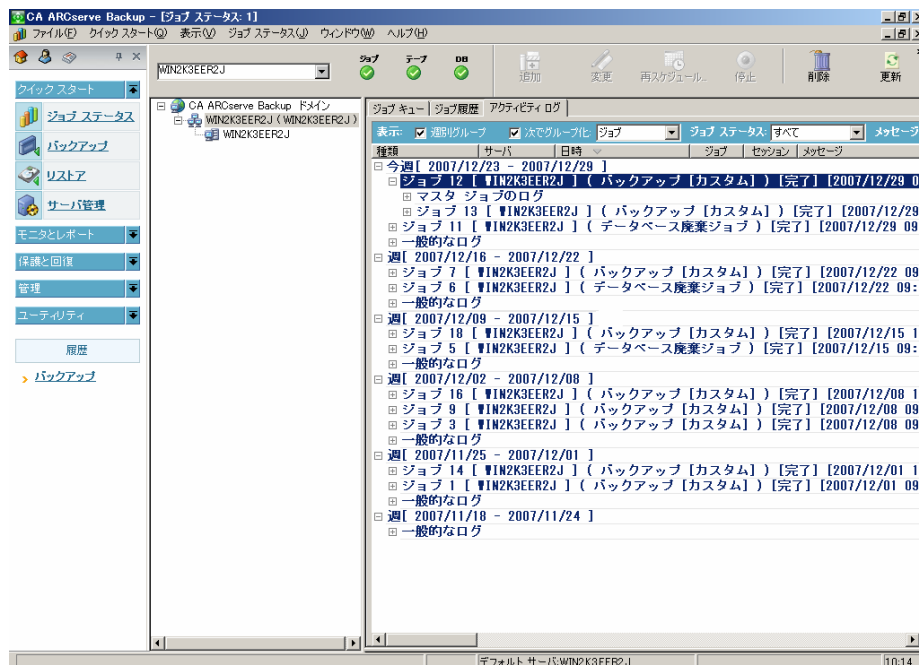 CA ARCserve Backup - [ジョブ ステータス: 1]
ファイル(F) クイック スタート(Q) 表示(V) ジョブ ステータス(J) ウィンドウ(W) ヘルプ(H)
WIN2K3EER2J
ジョブ テープ DB
追加 変更 再スケジュール... 停止 削除 更新
クイック スタート
ジョブ ステータス
バックアップ
リストア
サーバ管理
モニタとレポート
保護と回復
管理
ユーティリティ
履歴
バックアップ
CA ARCserve Backup ドメイン
WIN2K3EER2J ( WIN2K3EER2J )
WIN2K3EER2J
ジョブ キュー ジョブ履歴 アクティビティ ログ
表示: 週別グループ 次でグループ化 ジョブ ジョブ ステータス: すべて メッセージ
種類 サーバ 日時 ジョブ セッション メッセージ
今週[ 2007/12/23 - 2007/12/29 ]
ジョブ 12 [ WIN2K3EER2J ] ( バックアップ [カスタム] ) [完了] [2007/12/29 0
マスタ ジョブのログ
ジョブ 13 [ WIN2K3EER2J ] ( バックアップ [カスタム] ) [完了] [2007/12/29
ジョブ 11 [ WIN2K3EER2J ] ( データベース廃棄ジョブ ) [完了] [2007/12/29 09
一般的なログ
週[ 2007/12/16 - 2007/12/22 ]
ジョブ 7 [ WIN2K3EER2J ] ( バックアップ [カスタム] ) [完了] [2007/12/22 09
ジョブ 6 [ WIN2K3EER2J ] ( データベース廃棄ジョブ ) [完了] [2007/12/22 09:
一般的なログ
週[ 2007/12/09 - 2007/12/15 ]
ジョブ 18 [ WIN2K3EER2J ] ( バックアップ [カスタム] ) [完了] [2007/12/15 1
ジョブ 5 [ WIN2K3EER2J ] ( データベース廃棄ジョブ ) [完了] [2007/12/15 09:
一般的なログ
週[ 2007/12/02 - 2007/12/08 ]
ジョブ 16 [ WIN2K3EER2J ] ( バックアップ [カスタム] ) [完了] [2007/12/08 1
ジョブ 9 [ WIN2K3EER2J ] ( バックアップ [カスタム] ) [完了] [2007/12/08 09
ジョブ 3 [ WIN2K3EER2J ] ( バックアップ [カスタム] ) [完了] [2007/12/08 09
一般的なログ
週[ 2007/11/25 - 2007/12/01 ]
ジョブ 14 [ WIN2K3EER2J ] ( バックアップ [カスタム] ) [完了] [2007/12/01 1
ジョブ 1 [ WIN2K3EER2J ] ( バックアップ [カスタム] ) [完了] [2007/12/01 09
一般的なログ
週[ 2007/11/18 - 2007/11/24 ]
一般的なログ
デフォルト サーバ:WIN2K3EER2J 10:14